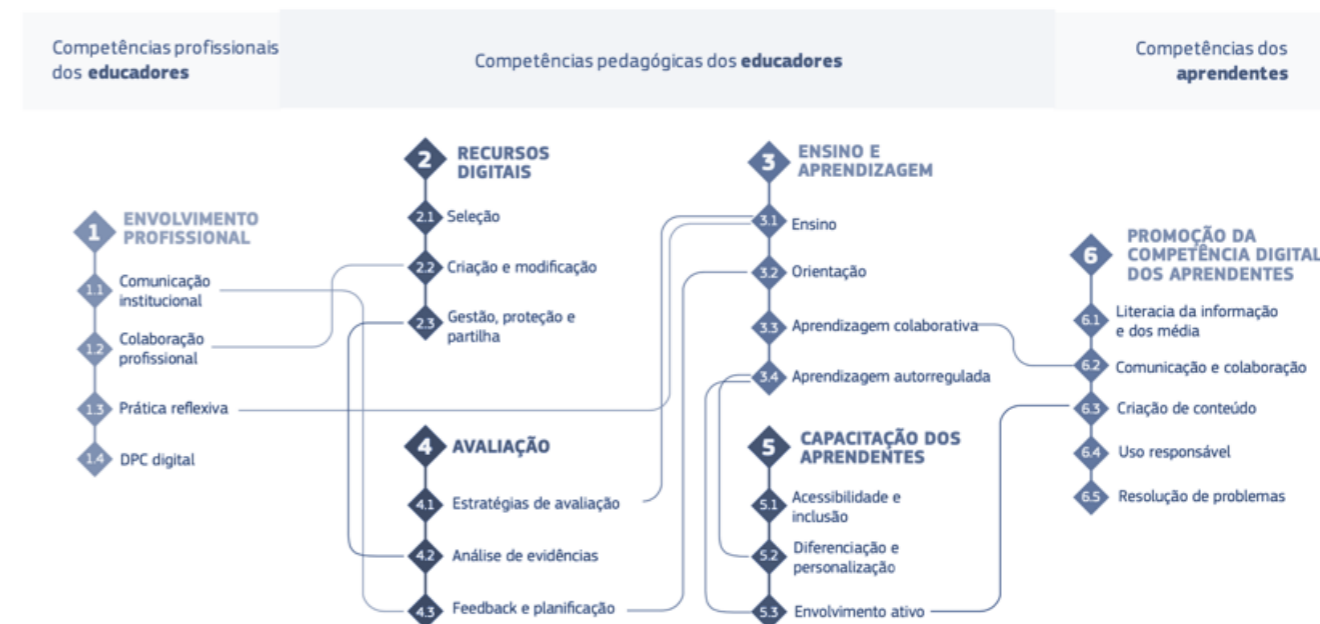 Competências profissionais
dos educadores
Competências pedagógicas dos educadores
Competências dos
aprendentes
1
ENVOLVIMENTO
PROFISSIONAL
1.1
Comunicação
institucional
1.2
Colaboração
profissional
1.3
Prática reflexiva
1.4
DPC digital
2
RECURSOS
DIGITAIS
2.1
Seleção
2.2
Criação e modificação
2.3
Gestão, proteção e
partilha
3
ENSINO E
APRENDIZAGEM
3.1
Ensino
3.2
Orientação
3.3
Aprendizagem colaborativa
3.4
Aprendizagem autorregulada
4
AVALIAÇÃO
4.1
Estratégias de avaliação
4.2
Análise de evidências
4.3
Feedback e planificação
5
CAPACITAÇÃO DOS
APRENDENTES
5.1
Acessibilidade e
inclusão
5.2
Diferenciação e
personalização
5.3
Envolvimento ativo
6
PROMOÇÃO DA
COMPETÊNCIA DIGITAL
DOS APRENDENTES
6.1
Literacia da informação
e dos média
6.2
Comunicação e colaboração
6.3
Criação de conteúdo
6.4
Uso responsável
6.5
Resolução de problemas